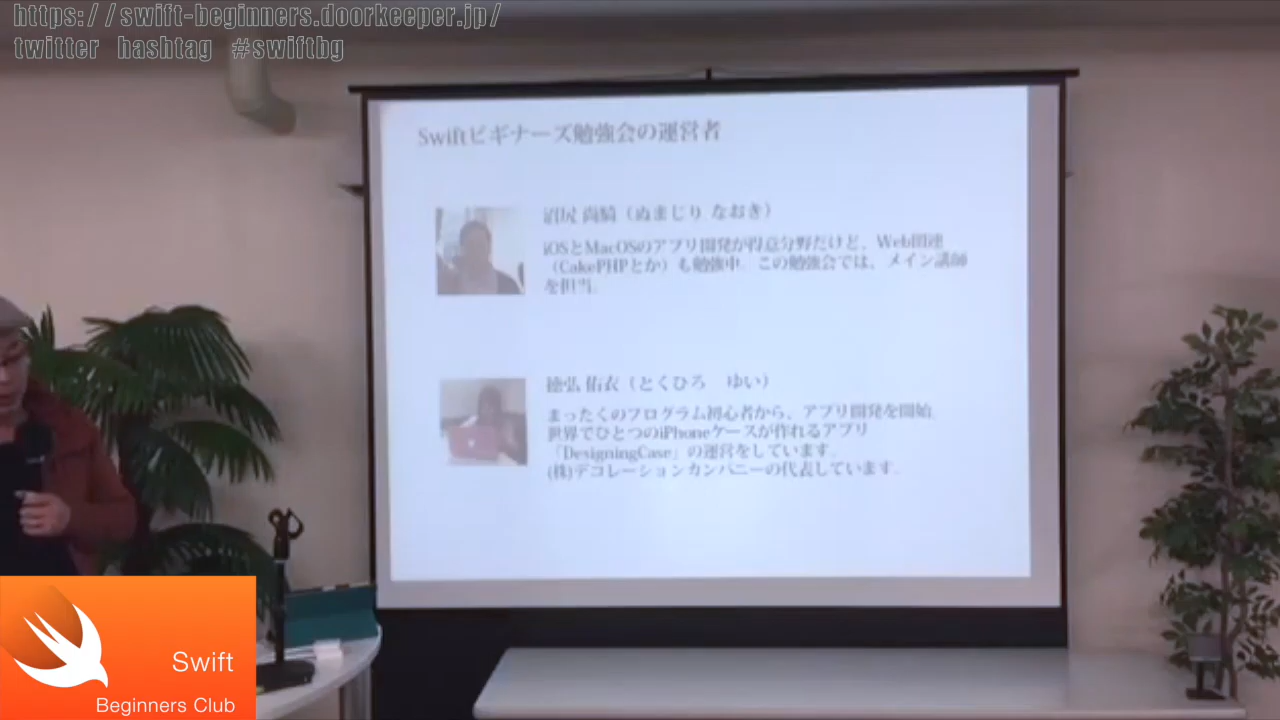 https://swift-beginners.doorkeeper.jp/
twitter hashtag #swiftbg
Swiftビギナーズ勉強会の運営者
沼尻 尚輝（ぬまじり なおき）
iOSとMacOSのアプリ開発が得意分野だけど、Web関連
（CakePHPとか）も勉強中。この勉強会では、メイン講師
を担当。
徳弘 佑衣（とくひろ　ゆい）
まったくのプログラム初心者から、アプリ開発を開始。
世界でひとつのiPhoneケースが作れるアプリ
「DesigningCase」の運営をしています。
(株)デコレーションカンパニーの代表しています。
Swift
Beginners Club